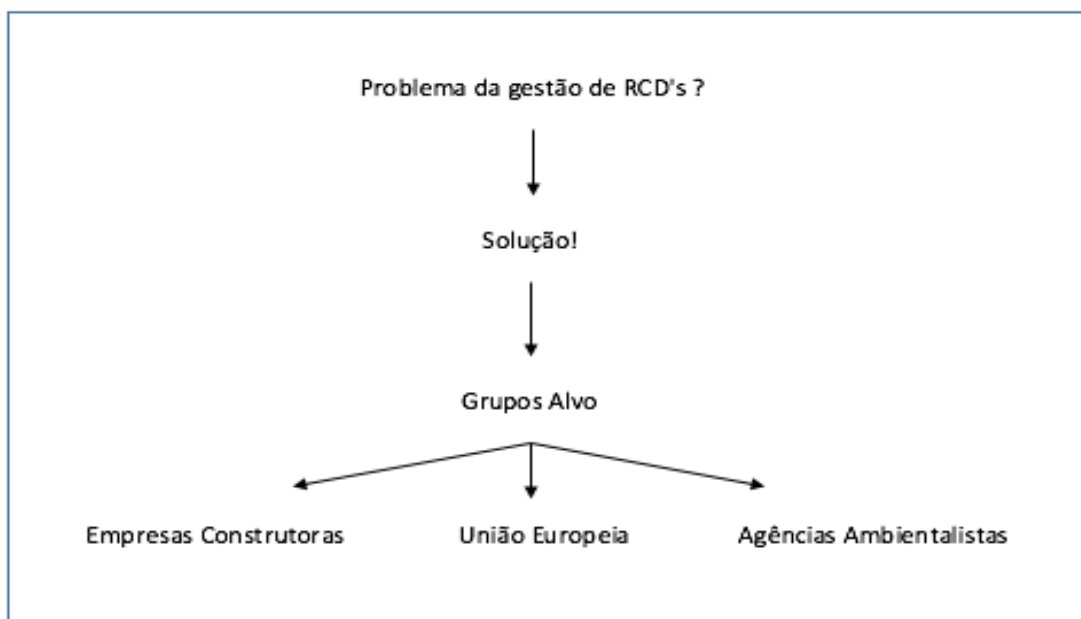 Problema da gestão de RCD's ?
Solução!
Grupos Alvo
Empresas Construtoras
União Europeia
Agências Ambientalistas